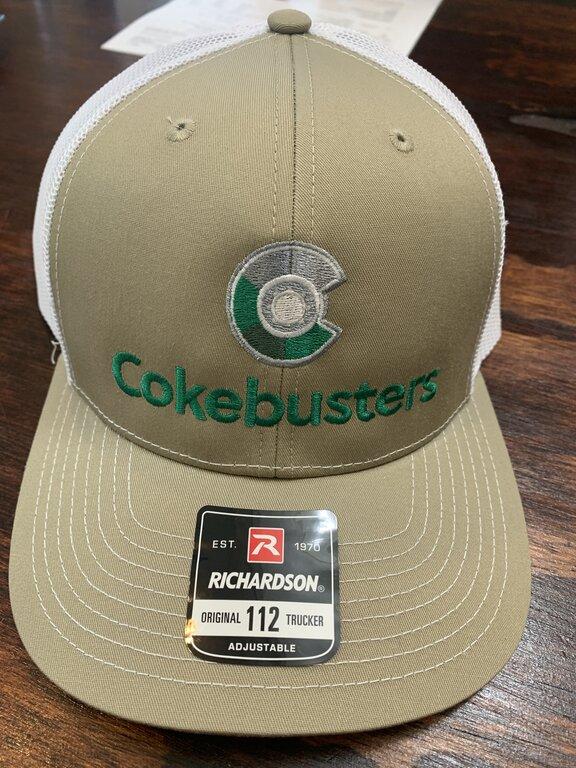 Cokebusters
EST. R 1970
RICHARDSON®
ORIGINAL 112 TRUCKER
ADJUSTABLE